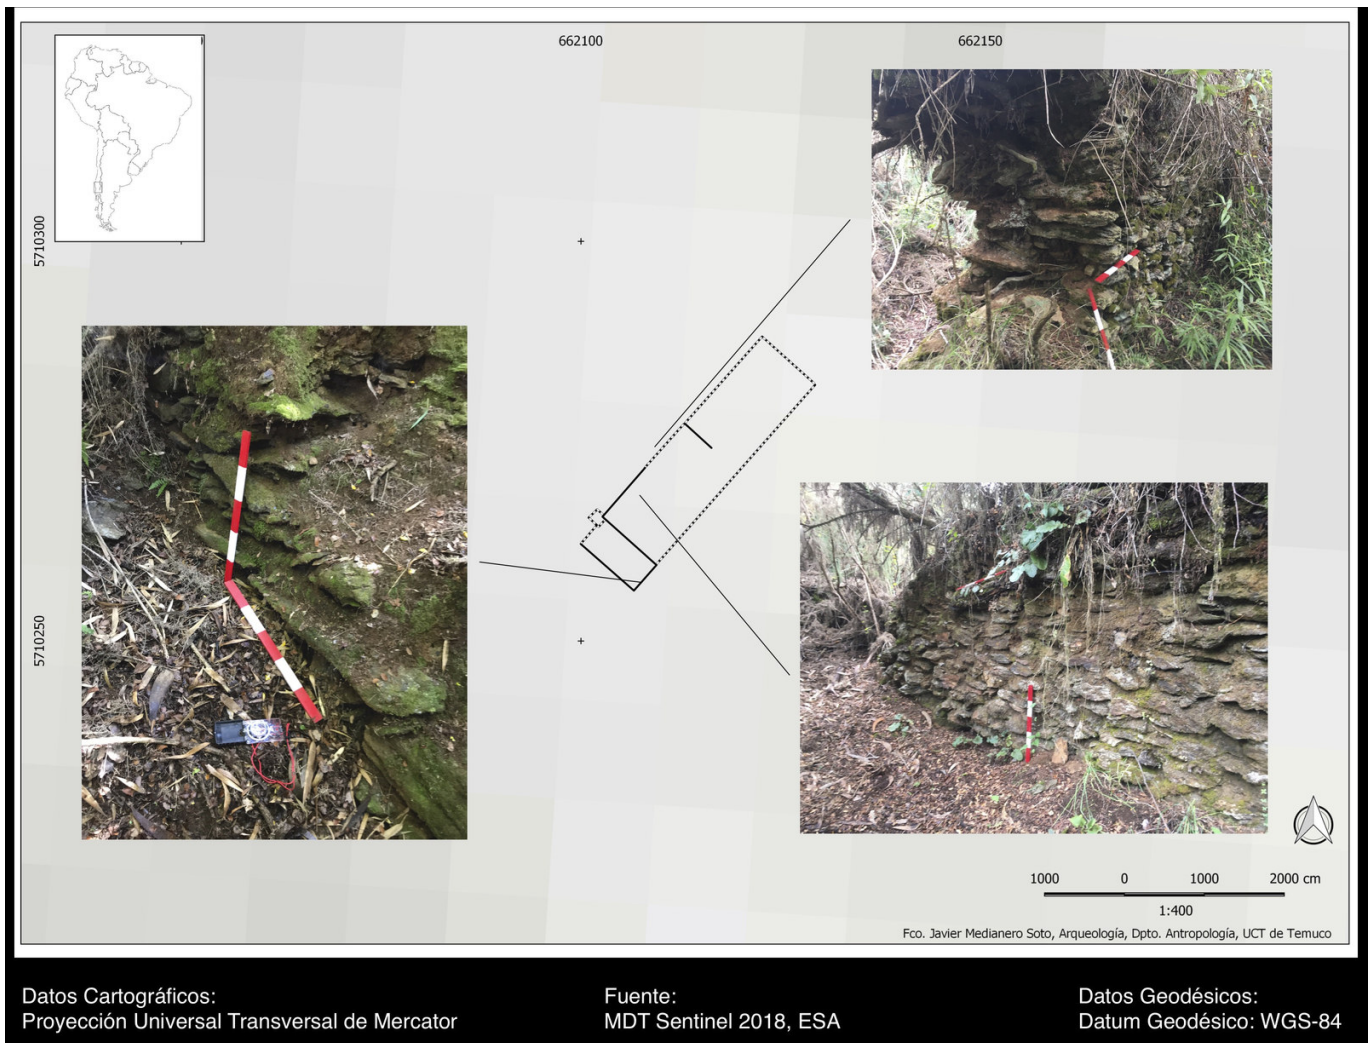 662100
662150
5710300
5710250
1000 0 1000 2000 cm
1:400
Fco. Javier Medianero Soto, Arqueología, Dpto. Antropología, UCT de Temuco
Datos Cartográficos:
Proyección Universal Transversal de Mercator
Fuente:
MDT Sentinel 2018, ESA
Datos Geodésicos:
Datum Geodésico: WGS-84